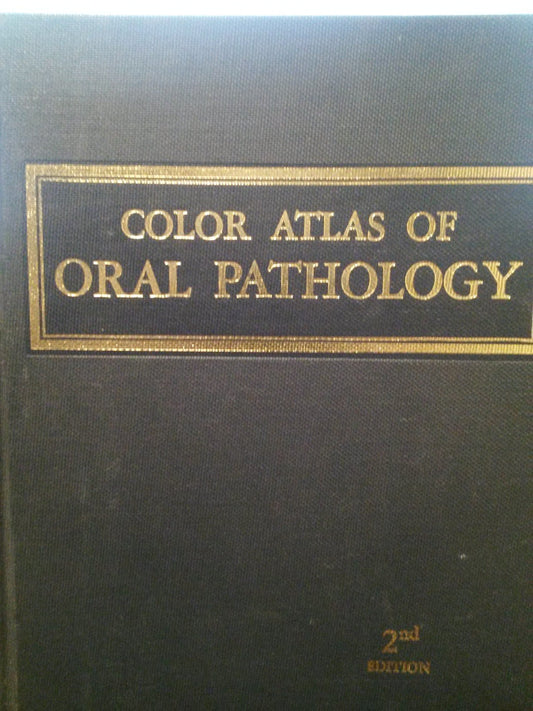 COLOR ATLAS OF
ORAL PATHOLOGY
2nd
EDITION